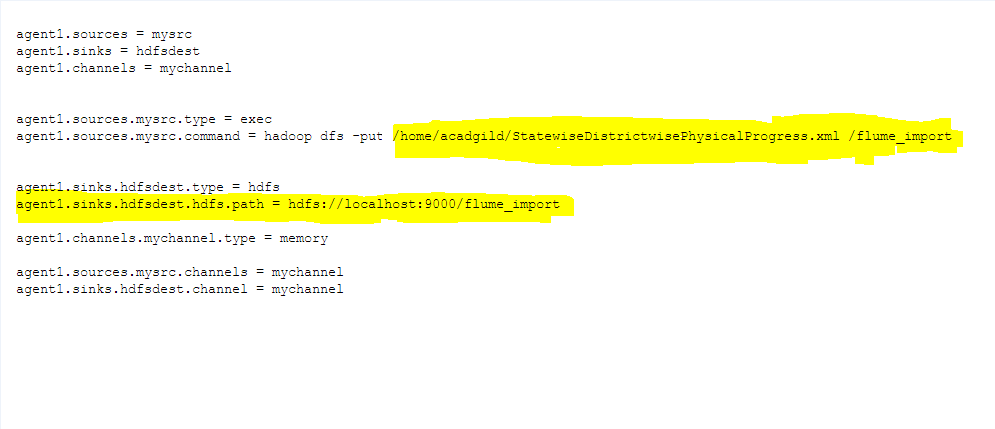 agent1.sources = mysrc
agent1.sinks = hdfsdest
agent1.channels = mychannel
agent1.sources.mysrc.type = exec
agent1.sources.mysrc.command = hadoop dfs -put /home/acadgild/StatewiseDistrictwisePhysicalProgress.xml /flume_import
agent1.sinks.hdfsdest.type = hdfs
agent1.sinks.hdfsdest.hdfs.path = hdfs://localhost:9000/flume_import
agent1.channels.mychannel.type = memory
agent1.sources.mysrc.channels = mychannel
agent1.sinks.hdfsdest.channel = mychannel